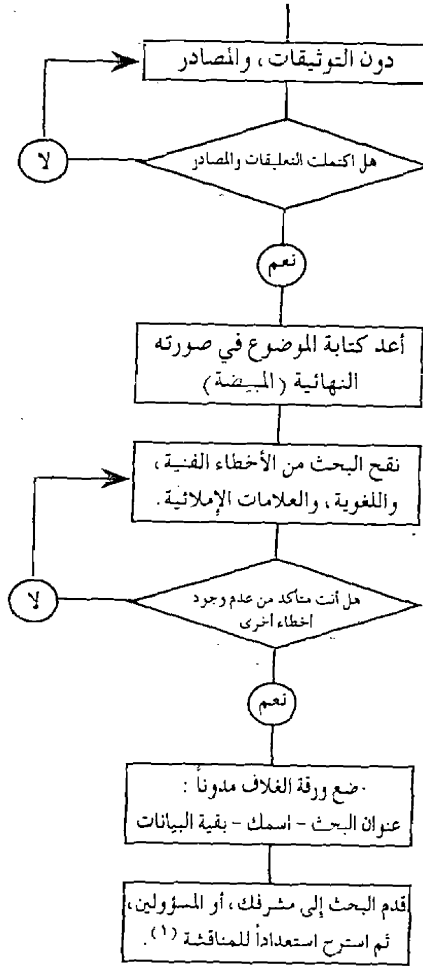 دون التوثيقات، والمصادر
هل اكتملت التعليقات والمصادر
لا
نعم
أعد كتابة الموضوع في صورته
النهائية (المبيضة)
نقح البحث من الأخطاء الفنية،
واللغوية، والعلامات الإملائية.
هل أنت متأكد من عدم وجود
اخطاء أخرى
لا
نعم
ضع ورقة الغلاف مدوناً :
عنوان البحث - اسمك - بقية البيانات
قدم البحث إلى مشرفك، أو المسؤولين،
ثم استرح استعداداً للمناقشة (١).